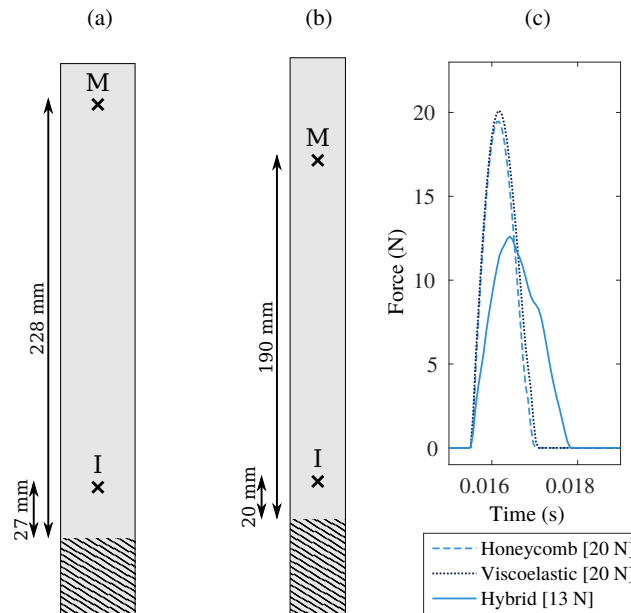 (a)
M
228 mm
I
27 mm
(b)
M
190 mm
I
20 mm
(c)
20
15
10
5
0
Force (N)
0.016
0.018
Time (s)
Honeycomb [20 N]
Viscoelastic [20 N]
Hybrid [13 N]